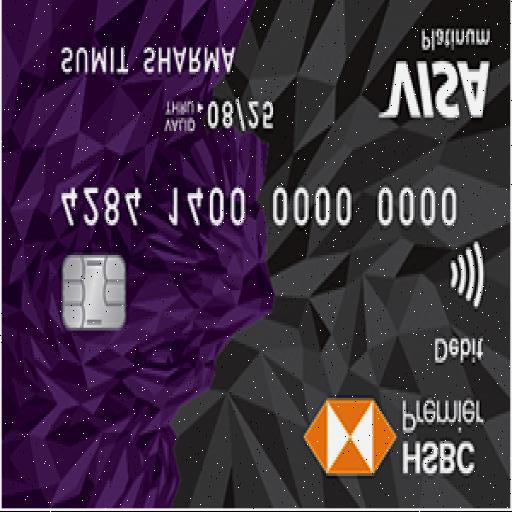 HSBC
Premier
Debit
4284 1400 0000 0000
VALID
THRU
08/25
SUMIT SHARMA
VISA
Platinum